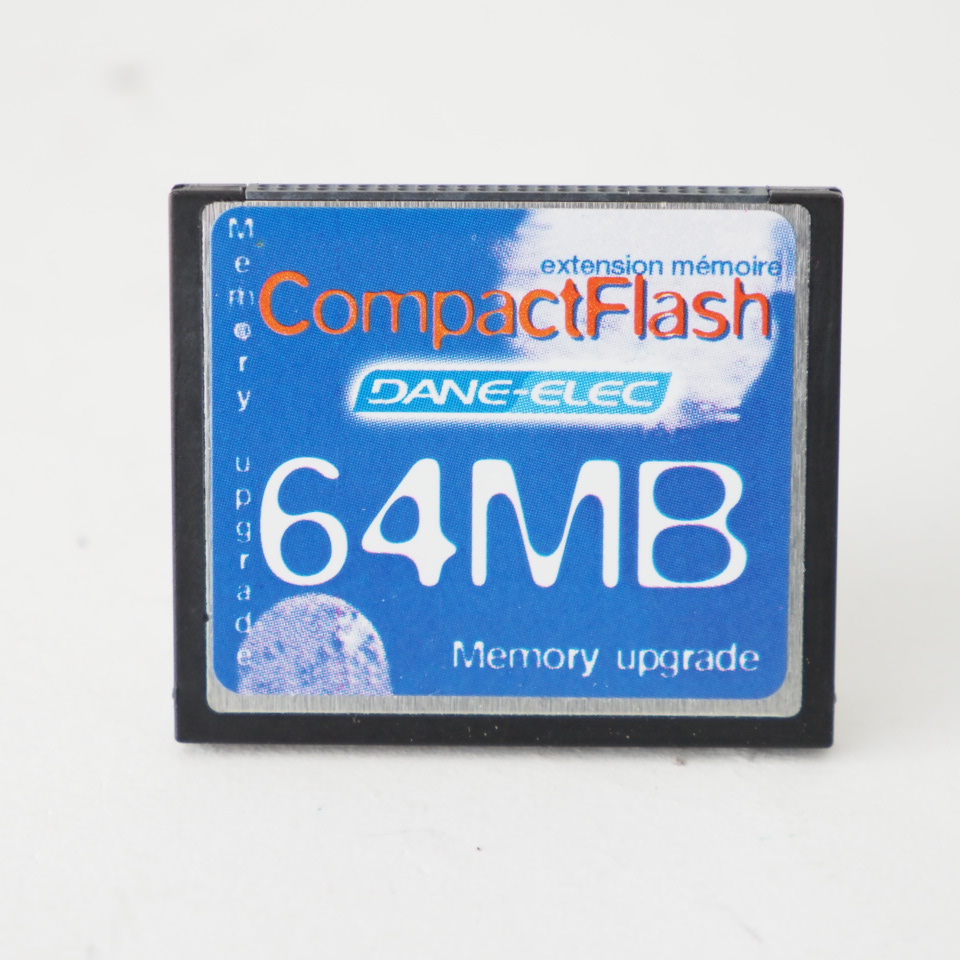 Memory upgrade
extension mémoire
CompactFlash
DANE-ELEC
64MB
Memory upgrade